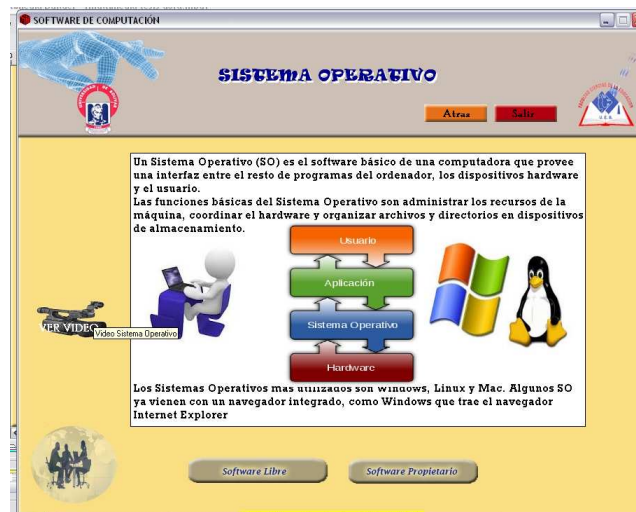 SOFTWARE DE COMPUTACIÓN
SISTEMA OPERATIVO
Atras
Salir
Un Sistema Operativo (SO) es el software básico de una computadora que provee
una interfaz entre el resto de programas del ordenador, los dispositivos hardware
y el usuario.
Las funciones básicas del Sistema Operativo son administrar los recursos de la
máquina, coordinar el hardware y organizar archivos y directorios en dispositivos
de almacenamiento.
Usuario
Aplicación
Sistema Operativo
Hardware
VER VIDEO
Video Sistema Operativo
Los Sistemas Operativos mas utilizados son Windows, Linux y Mac. Algunos SO
ya vienen con un navegador integrado, como Windows que trae el navegador
Internet Explorer
Software Libre
Software Propietario